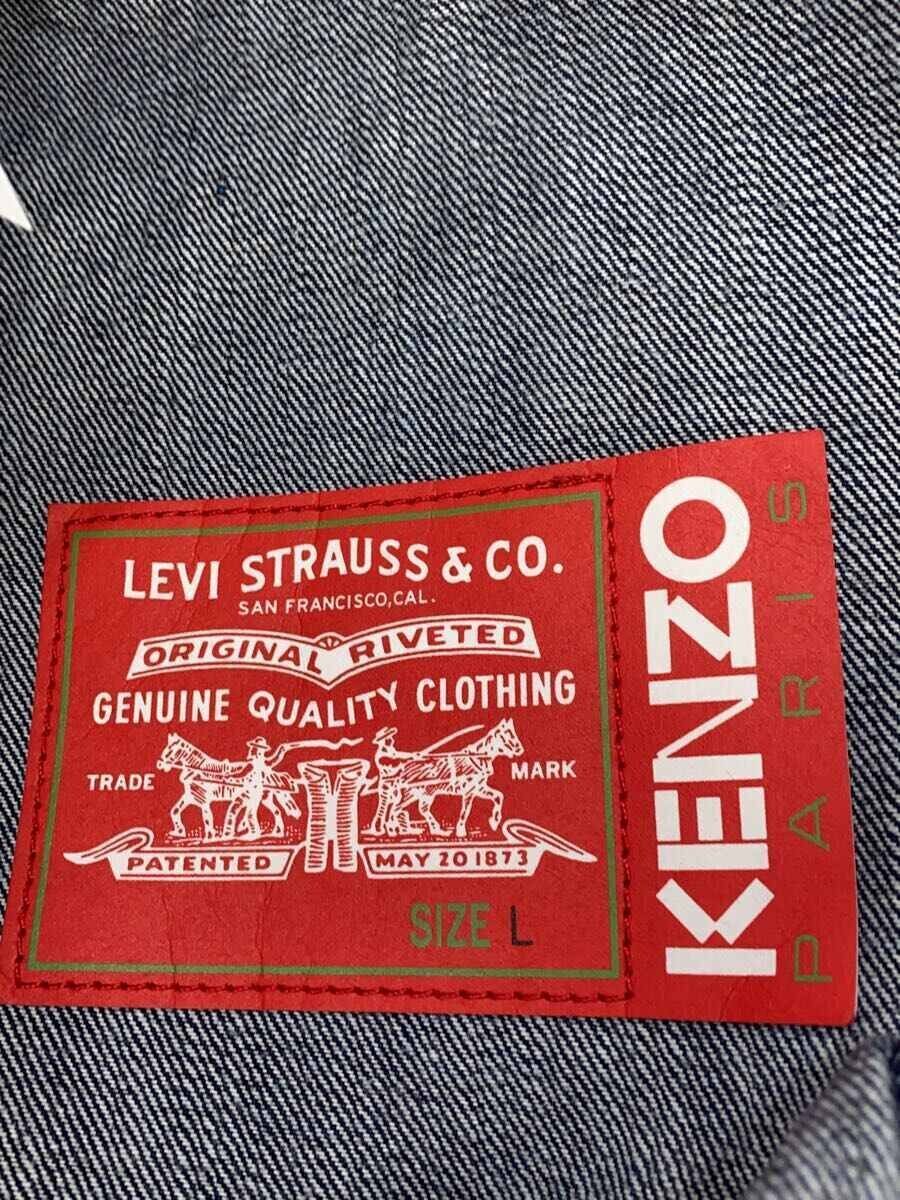 LEVI STRAUSS & CO.
SAN FRANCISCO, CAL.
ORIGINAL RIVETED
GENUINE QUALITY CLOTHING
TRADE MARK
PATENTED MAY 20 1873
SIZE L
KENZO
PARIS